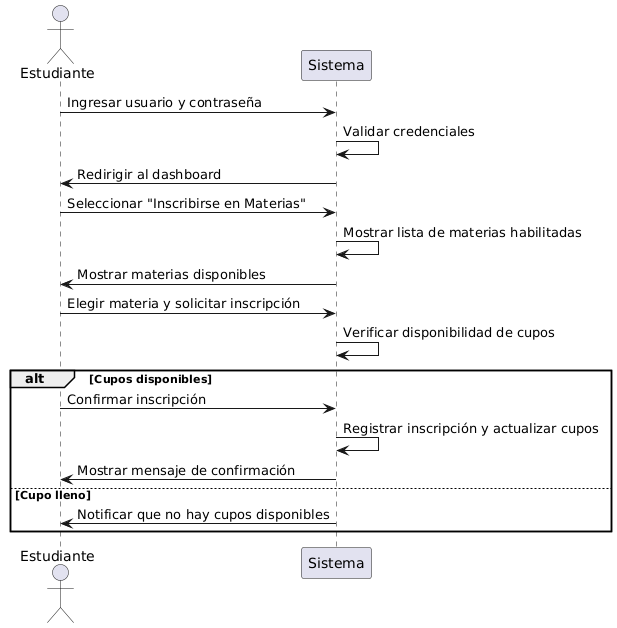 Estudiante
Sistema
Ingresar usuario y contraseña
Validar credenciales
Redirigir al dashboard
Seleccionar "Inscribirse en Materias"
Mostrar lista de materias habilitadas
Mostrar materias disponibles
Elegir materia y solicitar inscripción
Verificar disponibilidad de cupos
alt [Cupos disponibles]
Confirmar inscripción
Registrar inscripción y actualizar cupos
Mostrar mensaje de confirmación
[Cupo lleno]
Notificar que no hay cupos disponibles
Estudiante
Sistema